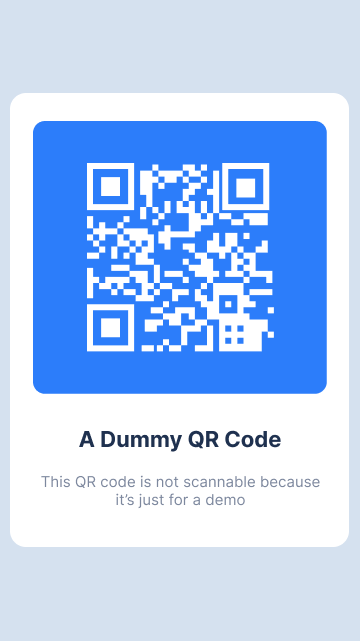 A Dummy QR Code
This QR code is not scannable because
it’s just for a demo